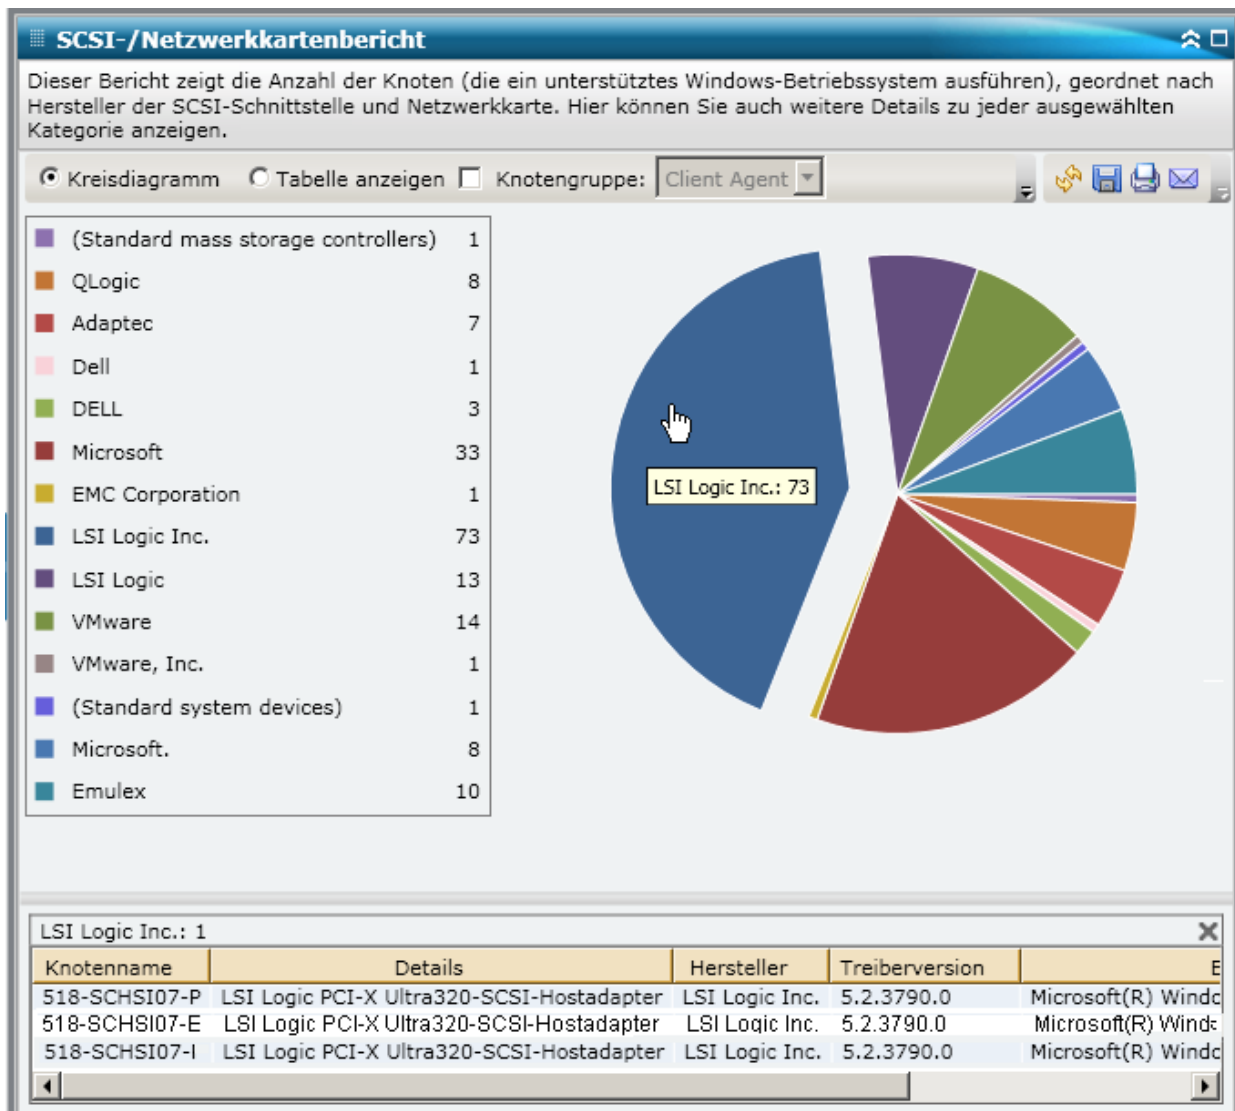 SCSI-/Netzwerkkartenbericht
Dieser Bericht zeigt die Anzahl der Knoten (die ein unterstütztes Windows-Betriebssystem ausführen), geordnet nach
Hersteller der SCSI-Schnittstelle und Netzwerkkarte. Hier können Sie auch weitere Details zu jeder ausgewählten
Kategorie anzeigen.
Kreisdiagramm Tabelle anzeigen Knotengruppe: Client Agent
(Standard mass storage controllers) 1
QLogic 8
Adaptec 7
Dell 1
DELL 3
Microsoft 33
EMC Corporation 1
LSI Logic Inc. 73
LSI Logic 13
VMware 14
VMware, Inc. 1
(Standard system devices) 1
Microsoft. 8
Emulex 10
LSI Logic Inc.: 73
LSI Logic Inc.: 1
Knotenname Details Hersteller Treiberversion E
518-SCHSI07-P LSI Logic PCI-X Ultra320-SCSI-Hostadapter LSI Logic Inc. 5.2.3790.0 Microsoft(R) Windo
518-SCHSI07-E LSI Logic PCI-X Ultra320-SCSI-Hostadapter LSI Logic Inc. 5.2.3790.0 Microsoft(R) Wind
518-SCHSI07-I LSI Logic PCI-X Ultra320-SCSI-Hostadapter LSI Logic Inc. 5.2.3790.0 Microsoft(R) Windo